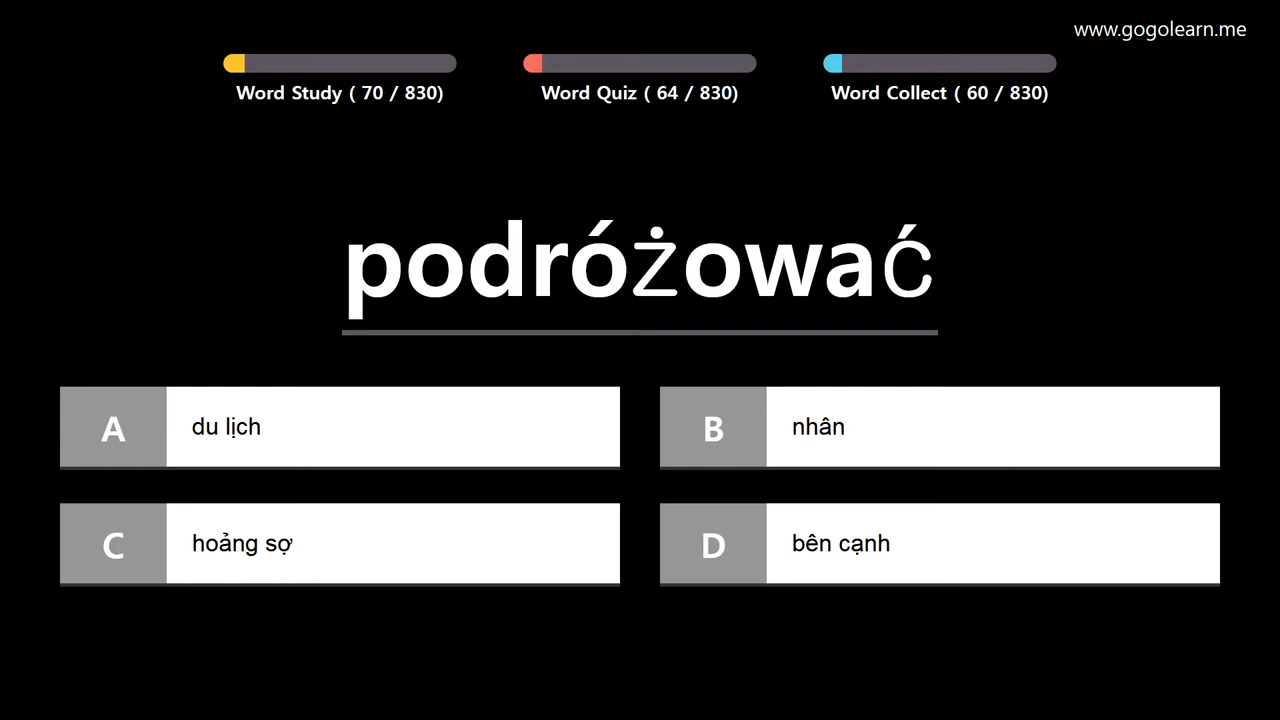 www.gogolearn.me
Word Study ( 70 / 830)
Word Quiz ( 64 / 830)
Word Collect ( 60 / 830)
podróżować
A
du lịch
B
nhân
C
hoảng sợ
D
bên cạnh